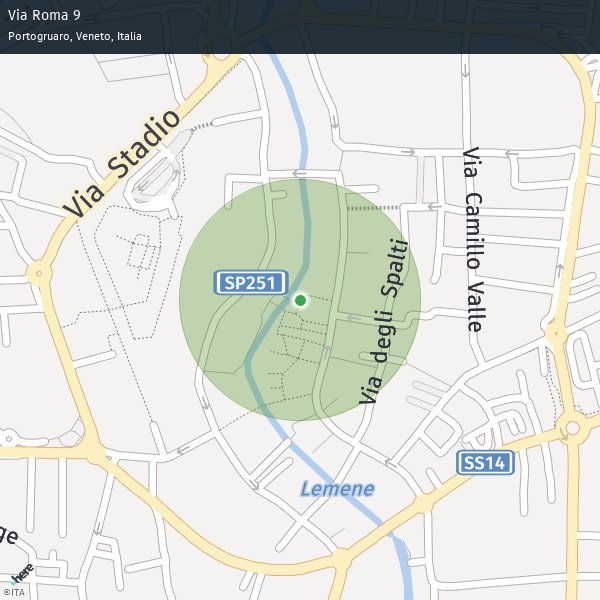 Via Roma 9
Portogruaro, Veneto, Italia
Via Stadio
Via Camillo Valle
SP251
Via degli Spalti
SS14
Lemene
ge
here
©ITA